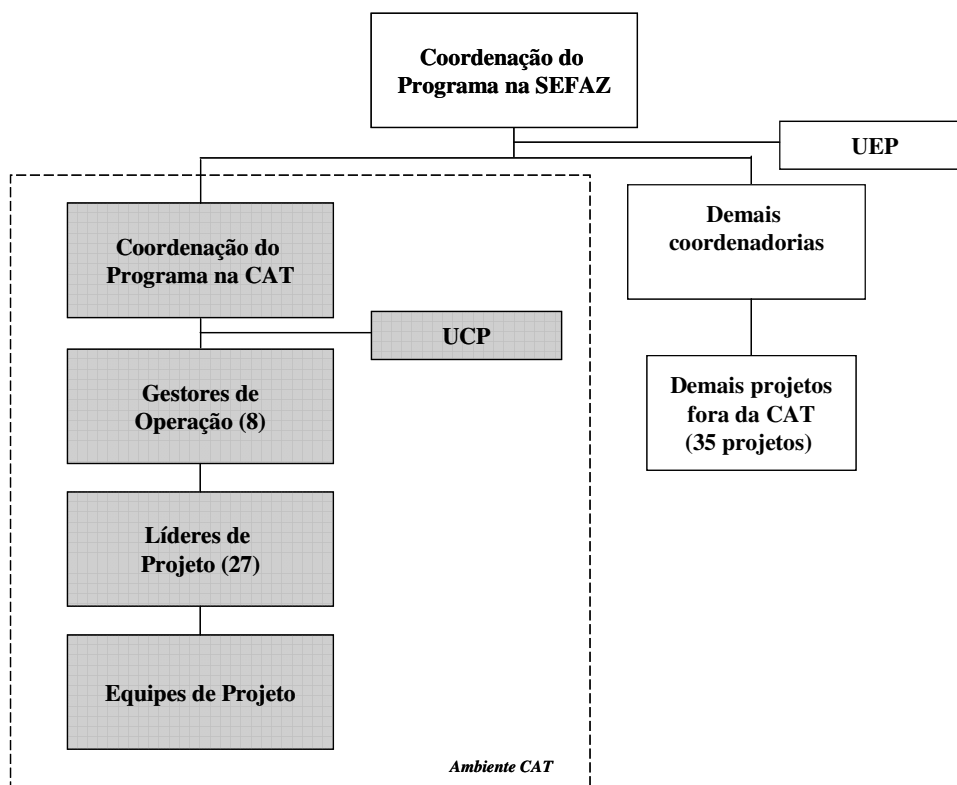 Coordenação do
Programa na SEFAZ
UEP
Coordenação do
Programa na CAT
Demais
coordenadorias
UCP
Gestores de
Operação (8)
Demais projetos
fora da CAT
(35 projetos)
Líderes de
Projeto (27)
Equipes de Projeto
Ambiente CAT